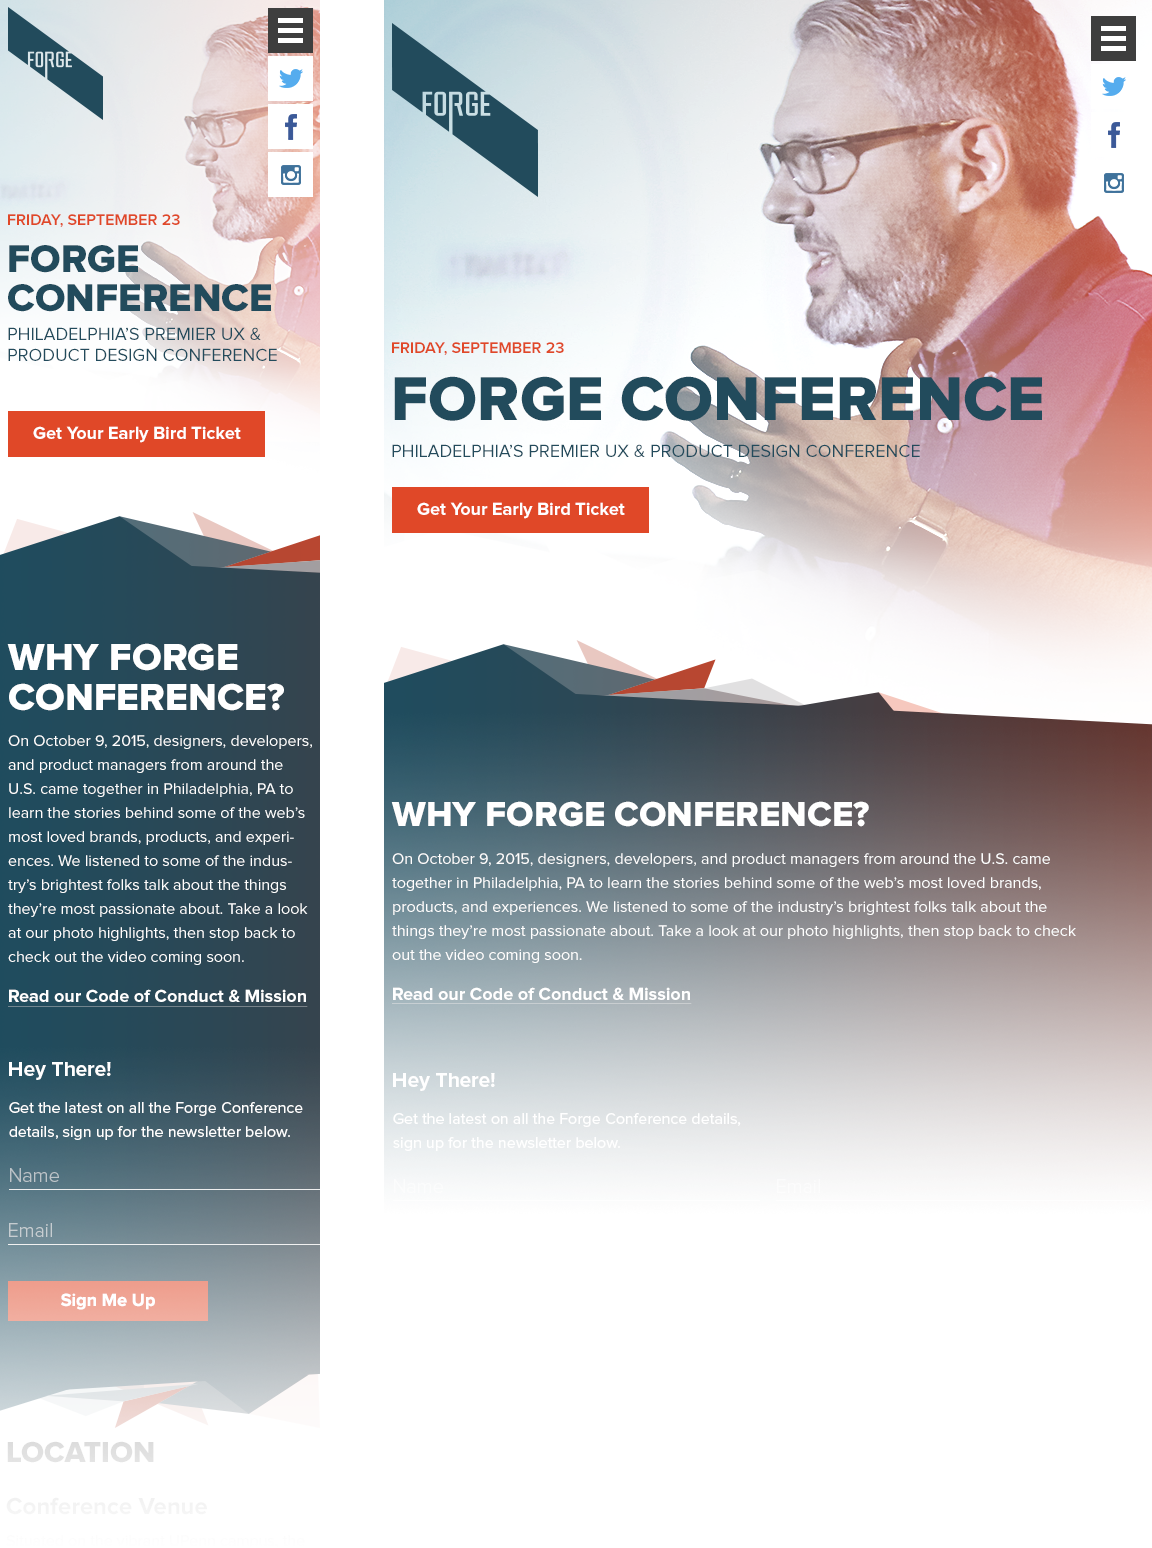 FORGE
FRIDAY, SEPTEMBER 23
FORGE
CONFERENCE
PHILADELPHIA’S PREMIER UX &
PRODUCT DESIGN CONFERENCE
Get Your Early Bird Ticket
WHY FORGE
CONFERENCE?
On October 9, 2015, designers, developers,
and product managers from around the
U.S. came together in Philadelphia, PA to
learn the stories behind some of the web’s
most loved brands, products, and experi-
ences. We listened to some of the indus-
try’s brightest folks talk about the things
they’re most passionate about. Take a look
at our photo highlights, then stop back to
check out the video coming soon.
Read our Code of Conduct & Mission
Hey There!
Get the latest on all the Forge Conference
details, sign up for the newsletter below.
Name
Email
Sign Me Up
LOCATION
Conference Venue
FORGE
FRIDAY, SEPTEMBER 23
FORGE CONFERENCE
PHILADELPHIA’S PREMIER UX & PRODUCT DESIGN CONFERENCE
Get Your Early Bird Ticket
WHY FORGE CONFERENCE?
On October 9, 2015, designers, developers, and product managers from around the U.S. came
together in Philadelphia, PA to learn the stories behind some of the web’s most loved brands,
products, and experiences. We listened to some of the industry’s brightest folks talk about the
things they’re most passionate about. Take a look at our photo highlights, then stop back to check
out the video coming soon.
Read our Code of Conduct & Mission
Hey There!
Get the latest on all the Forge Conference details,
sign up for the newsletter below.
Name
Email